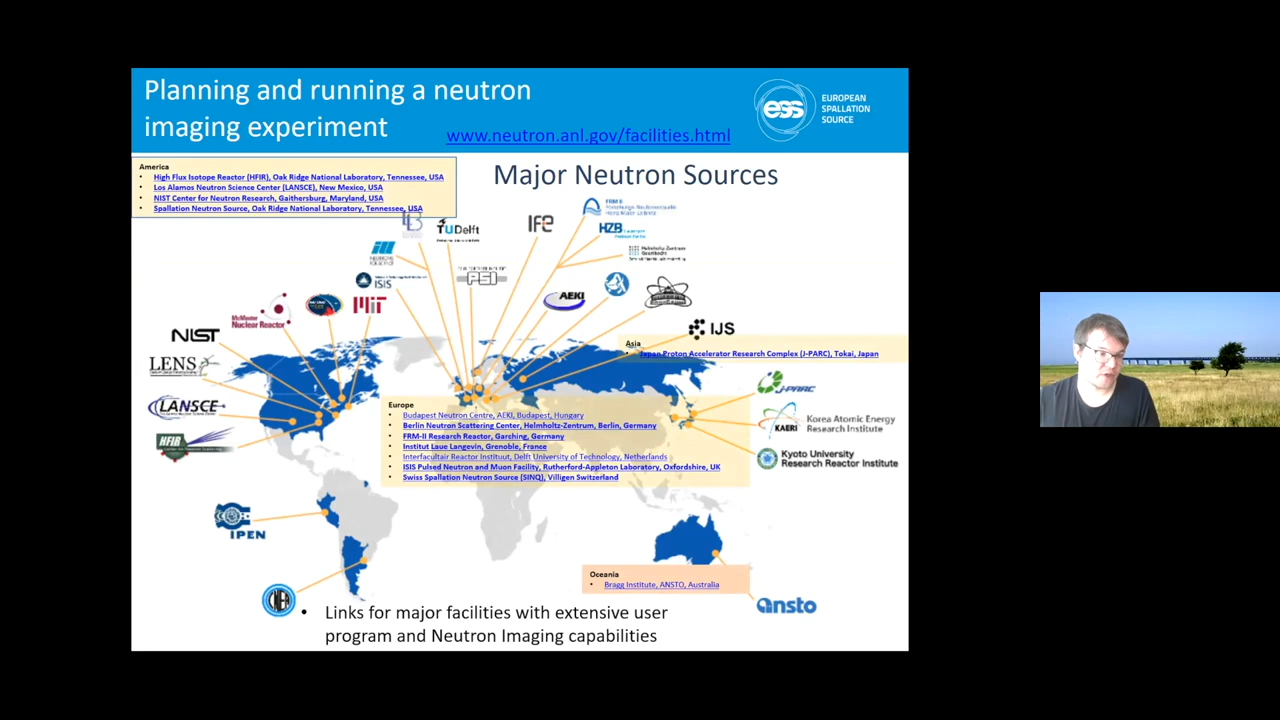 Planning and running a neutron
imaging experiment
www.neutron.anl.gov/facilities.html
ess
EUROPEAN
SPALLATION
SOURCE
America
• High Flux Isotope Reactor (HFIR), Oak Ridge National Laboratory, Tennessee, USA
• Los Alamos Neutron Science Center (LANSCE), New Mexico, USA
• NIST Center for Neutron Research, Gaithersburg, Maryland, USA
• Spallation Neutron Source, Oak Ridge National Laboratory, Tennessee, USA
Major Neutron Sources
TUDelft
IFE
FRM II
HZB
ISIS
PSI
AEKI
McMaster
Nuclear Reactor
MIT
NIST
IJS
LENS
LANSCE
HFIR
Asia
• Japan Proton Accelerator Research Complex (J-PARC), Tokai, Japan
J-PARC
KAERI
Korea Atomic Energy
Research Institute
Kyoto University
Research Reactor Institute
Europe
• Budapest Neutron Centre, AEKI, Budapest, Hungary
• Berlin Neutron Scattering Center, Helmholtz-Zentrum, Berlin, Germany
• FRM-II Research Reactor, Garching, Germany
• Institut Laue Langevin, Grenoble, France
• Interfacultair Reactor Instituut, Delft University of Technology, Netherlands
• ISIS Pulsed Neutron and Muon Facility, Rutherford-Appleton Laboratory, Oxfordshire, UK
• Swiss Spallation Neutron Source (SINQ), Villigen Switzerland
IPEN
Oceania
• Bragg Institute, ANSTO, Australia
ansto
CNEA
• Links for major facilities with extensive user
program and Neutron Imaging capabilities